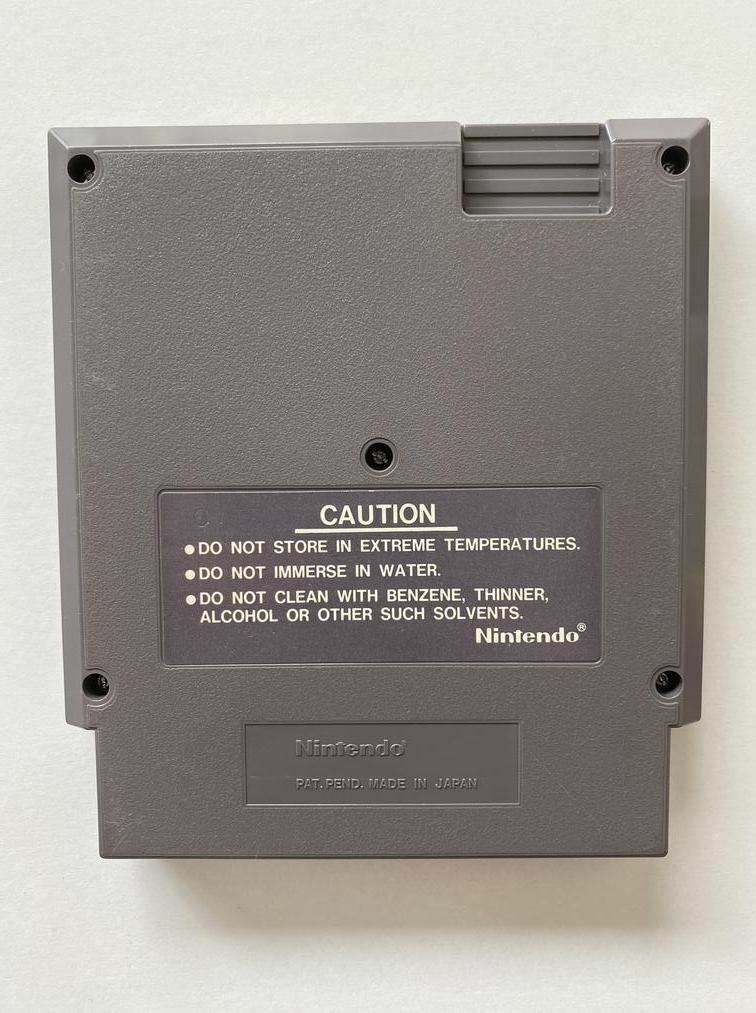 CAUTION
●DO NOT STORE IN EXTREME TEMPERATURES.
●DO NOT IMMERSE IN WATER.
●DO NOT CLEAN WITH BENZENE, THINNER,
ALCOHOL OR OTHER SUCH SOLVENTS.
Nintendo®
Nintendo
PAT. PEND. MADE IN JAPAN